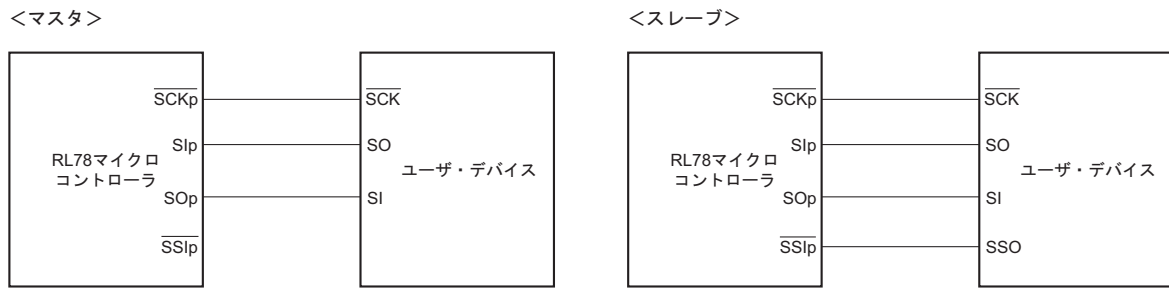 <マスタ>
SCKp
SIp
RL78マイクロ
コントローラ
SOp
SSIp
SCK
SO
ユーザ・デバイス
SI
<スレーブ>
SCKp
SIp
RL78マイクロ
コントローラ
SOp
SSIp
SCK
SO
ユーザ・デバイス
SI
SSO